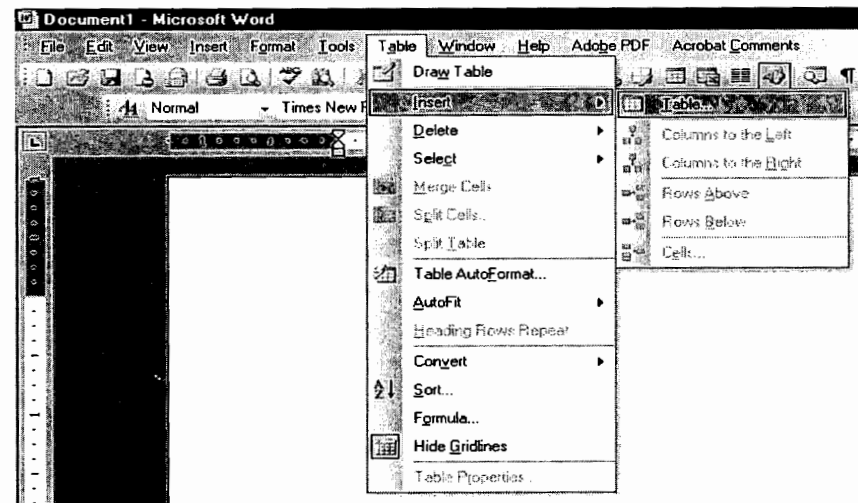 Document1 - Microsoft Word
File Edit View Insert Format Tools Table Window Help Adobe PDF Acrobat Comments
Normal Times New
Draw Table
Insert
Delete
Select
Merge Cells
Split Cells...
Split Table
Table AutoFormat...
AutoFit
Heading Rows Repeat
Convert
Sort...
Formula...
Hide Gridlines
Table Properties...
Table...
Columns to the Left
Columns to the Right
Rows Above
Rows Below
Cells...